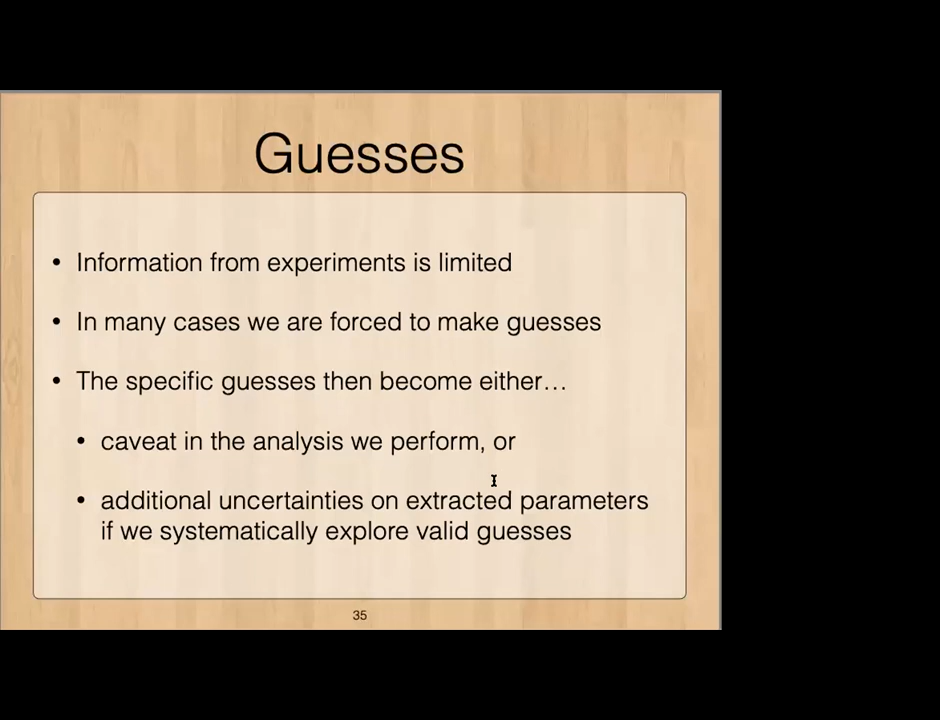 Guesses
• Information from experiments is limited
• In many cases we are forced to make guesses
• The specific guesses then become either…
• caveat in the analysis we perform, or
• additional uncertainties on extracted parameters
if we systematically explore valid guesses
35